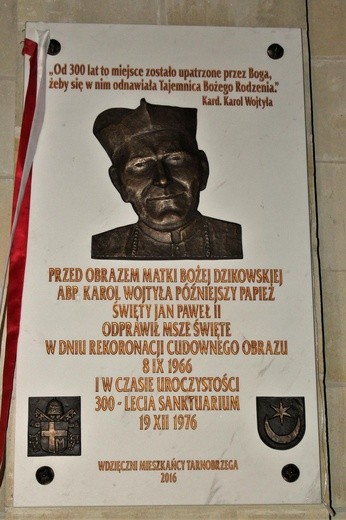 „Od 300 lat to miejsce zostało upatrzone przez Boga,
żeby się w nim odnawiała Tajemnica Bożego Rodzenia."
Kard. Karol Wojtyła
PRZED OBRAZEM MATKI BOŻEJ DZIKOWSKIEJ
ABP KAROL WOJTYŁA PÓŹNIEJSZY PAPIEŻ
ŚWIĘTY JAN PAWEŁ II
ODPRAWIŁ MSZE ŚWIĘTE
W DNIU REKORONACJI CUDOWNEGO OBRAZU
8 IX 1966
I W CZASIE UROCZYSTOŚCI
300 - LECIA SANKTUARIUM
19 XII 1976
WDZIĘCZNI MIESZKAŃCY TARNOBRZEGA
2016